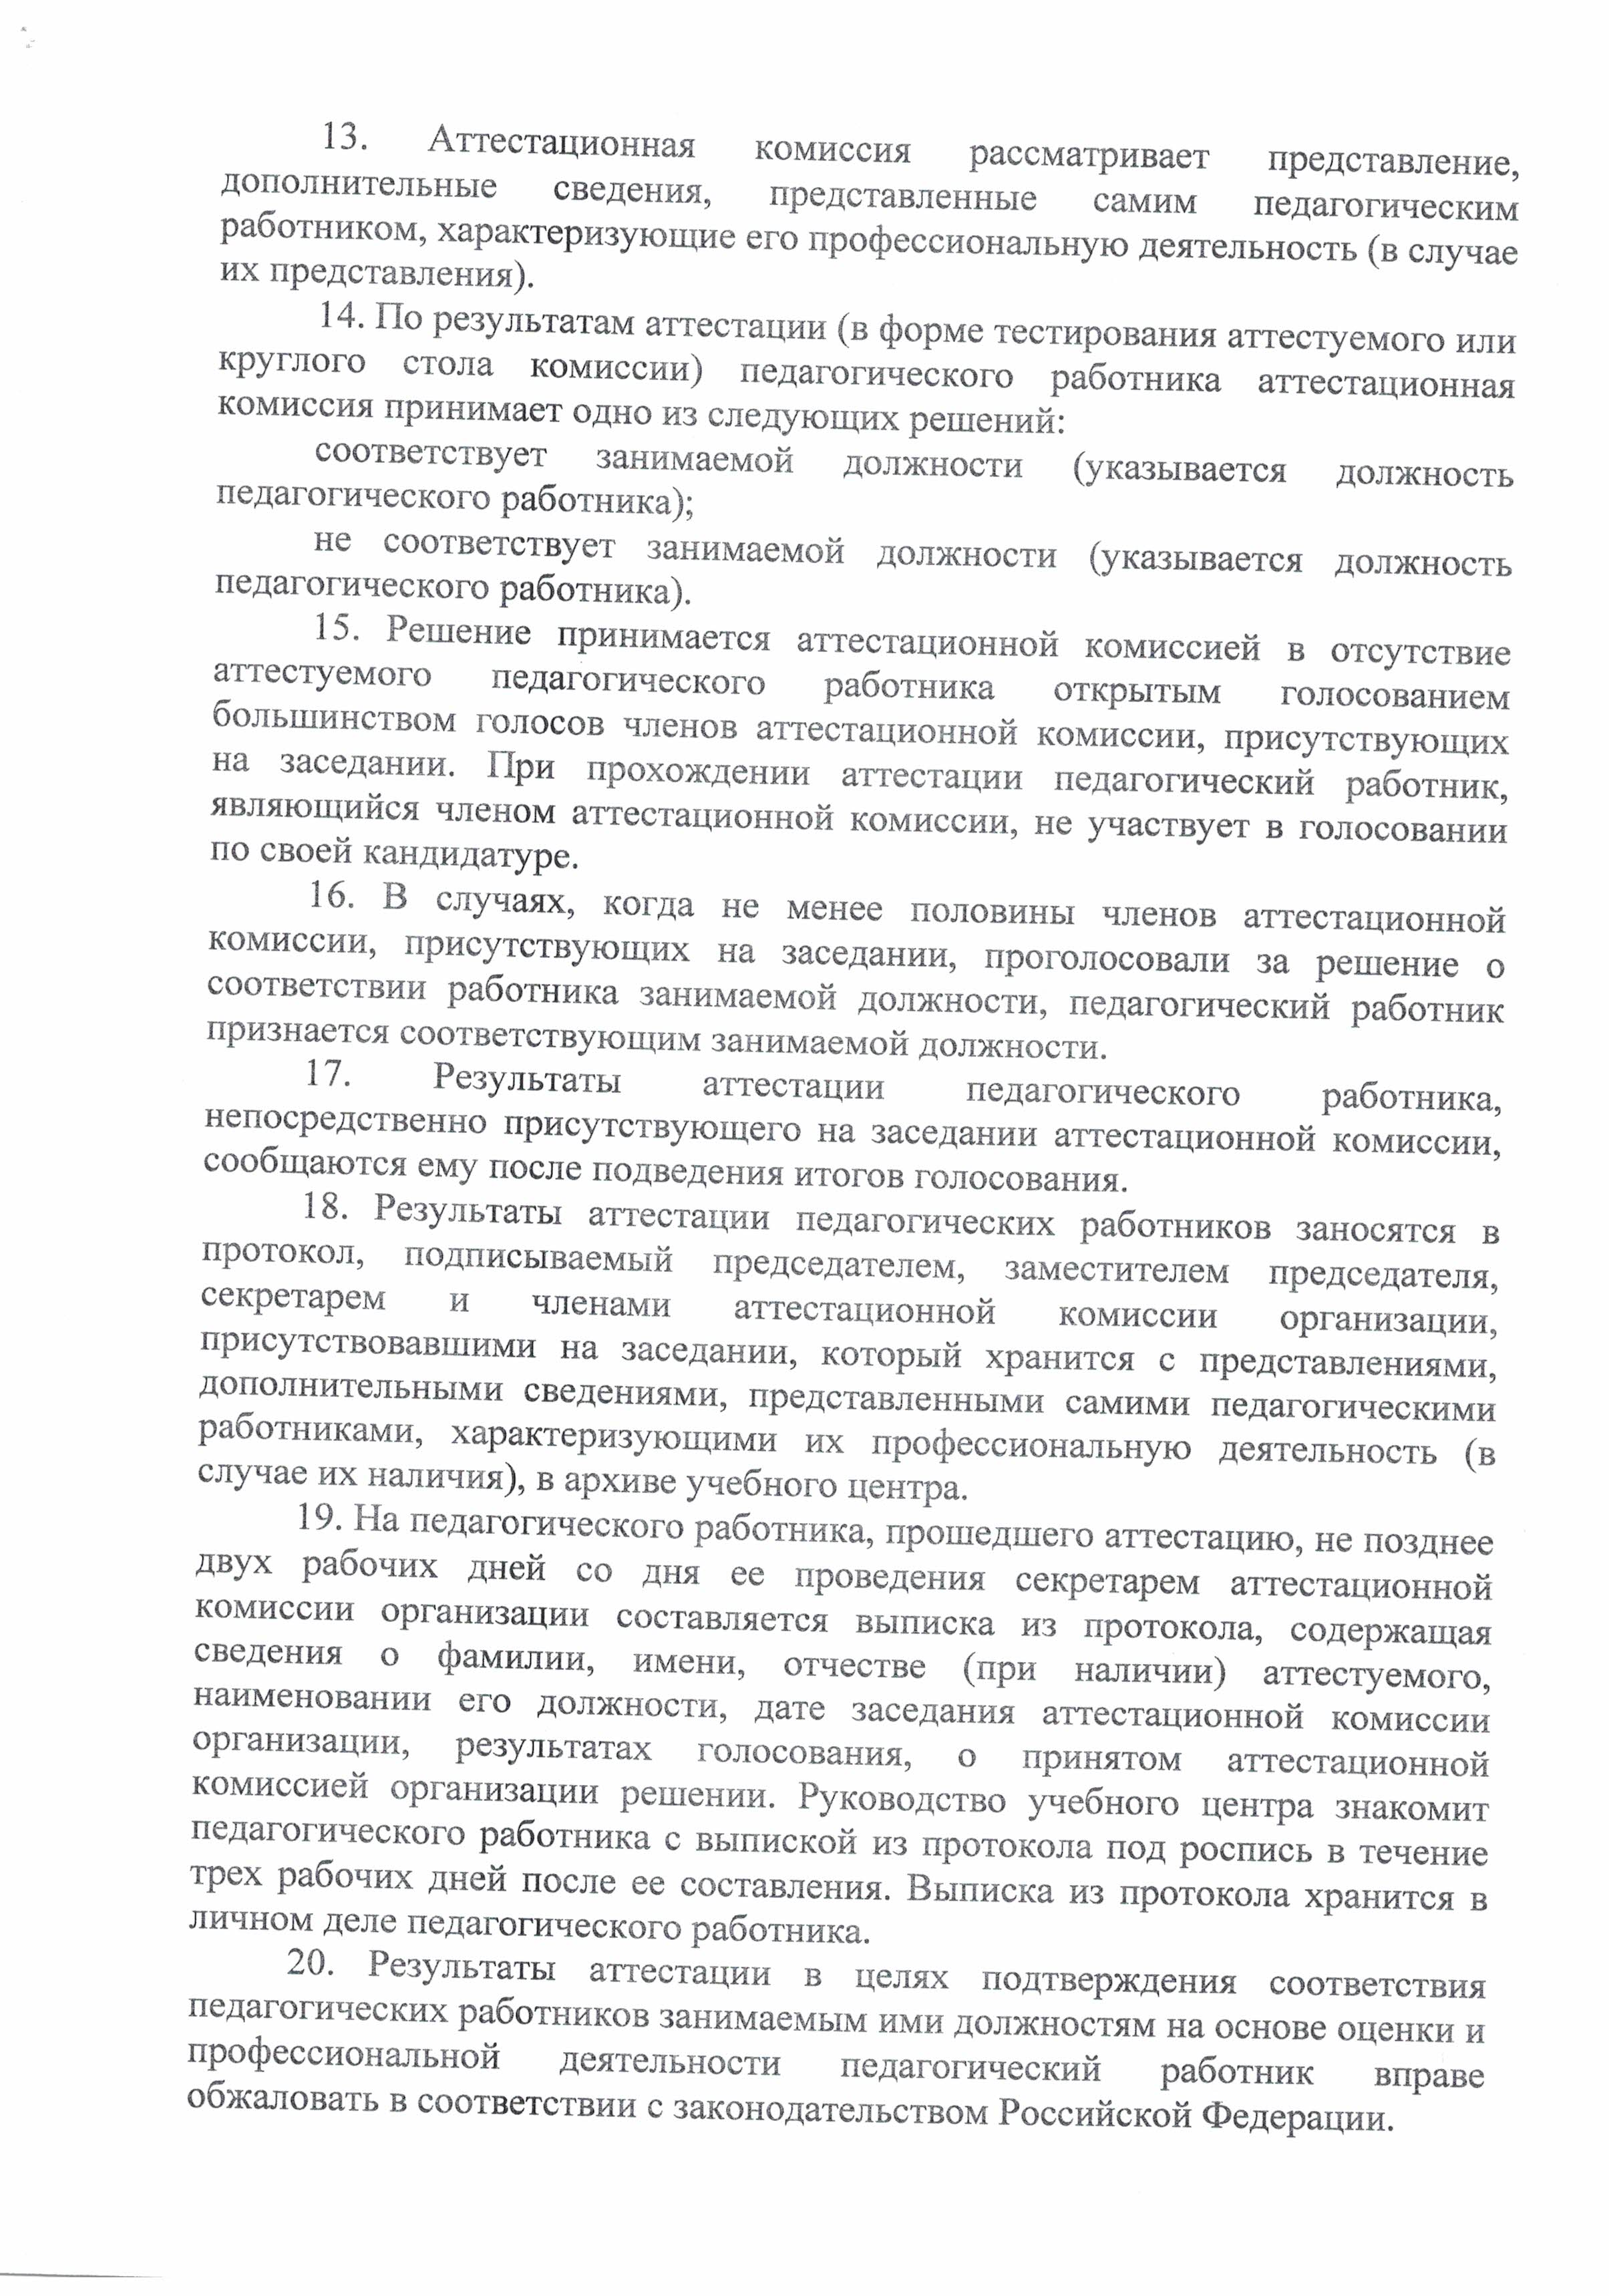 13. Аттестационная комиссия рассматривает представление,
дополнительные сведения, представленные самим педагогическим
работником, характеризующие его профессиональную деятельность (в случае
их представления).
14. По результатам аттестации (в форме тестирования аттестуемого или
круглого стола комиссии) педагогического работника аттестационная
комиссия принимает одно из следующих решений:
соответствует занимаемой должности (указывается должность
педагогического работника);
не соответствует занимаемой должности (указывается должность
педагогического работника).
15. Решение принимается аттестационной комиссией в отсутствие
аттестуемого педагогического работника открытым голосованием
большинством голосов членов аттестационной комиссии, присутствующих
на заседании. При прохождении аттестации педагогический работник,
являющийся членом аттестационной комиссии, не участвует в голосовании
по своей кандидатуре.
16. В случаях, когда не менее половины членов аттестационной
комиссии, присутствующих на заседании, проголосовали за решение о
соответствии работника занимаемой должности, педагогический работник
признается соответствующим занимаемой должности.
17. Результаты аттестации педагогического работника,
непосредственно присутствующего на заседании аттестационной комиссии,
сообщаются ему после подведения итогов голосования.
18. Результаты аттестации педагогических работников заносятся в
протокол, подписываемый председателем, заместителем председателя,
секретарем и членами аттестационной комиссии организации,
присутствовавшими на заседании, который хранится с представлениями,
дополнительными сведениями, представленными самими педагогическими
работниками, характеризующими их профессиональную деятельность (в
случае их наличия), в архиве учебного центра.
19. На педагогического работника, прошедшего аттестацию, не позднее
двух рабочих дней со дня ее проведения секретарем аттестационной
комиссии организации составляется выписка из протокола, содержащая
сведения о фамилии, имени, отчестве (при наличии) аттестуемого,
наименовании его должности, дате заседания аттестационной комиссии
организации, результатах голосования, о принятом аттестационной
комиссией организации решении. Руководство учебного центра знакомит
педагогического работника с выпиской из протокола под роспись в течение
трех рабочих дней после ее составления. Выписка из протокола хранится в
личном деле педагогического работника.
20. Результаты аттестации в целях подтверждения соответствия
педагогических работников занимаемым ими должностям на основе оценки и
профессиональной деятельности педагогический работник вправе
обжаловать в соответствии с законодательством Российской Федерации.